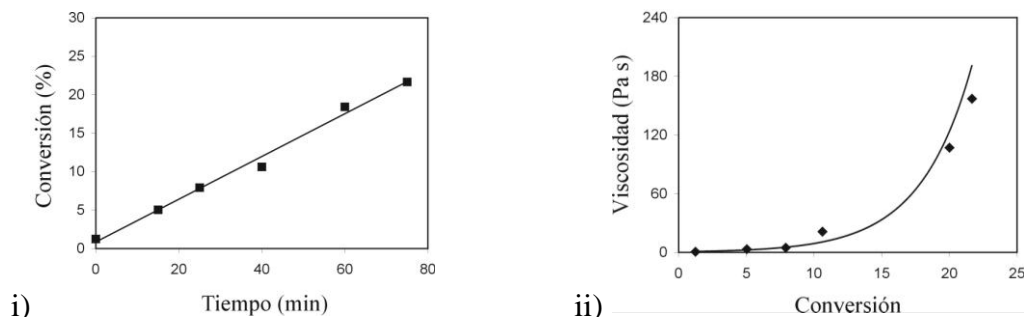 Conversión (%)
30
25
20
15
10
5
0
0 20 40 60 80
Tiempo (min)
i)
Viscosidad (Pa s)
240
180
120
60
0
0 5 10 15 20 25
Conversión
ii)